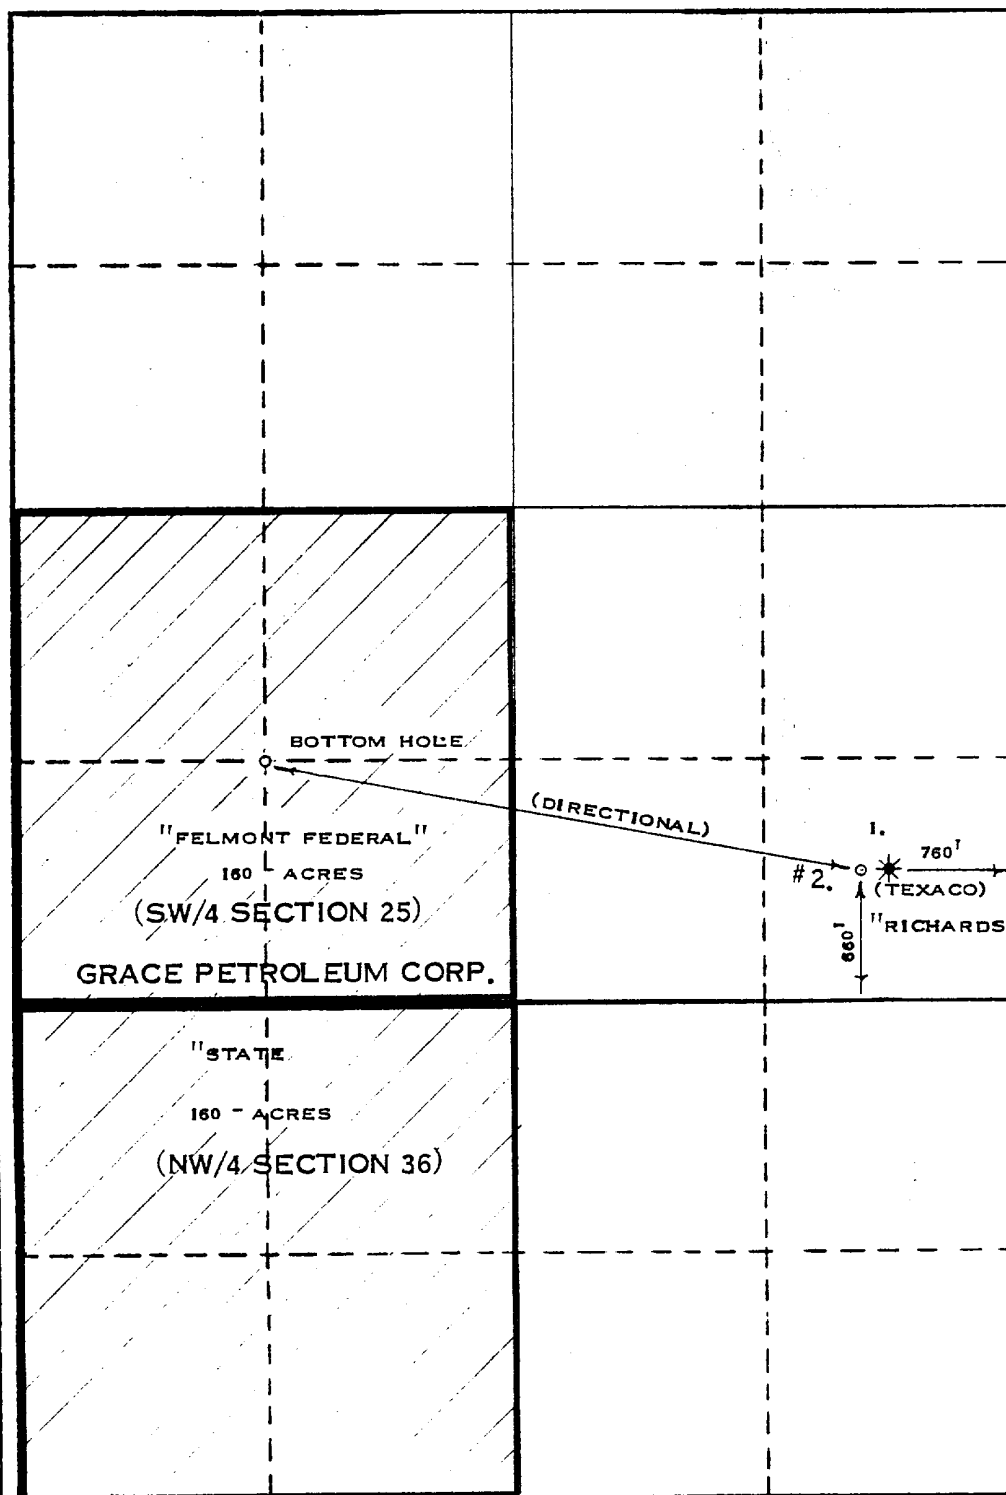 BOTTOM HOLE
(DIRECTIONAL)
"FELMONT FEDERAL"
160 - ACRES
(SW/4 SECTION 25)
GRACE PETROLEUM CORP.
1.
760'
#2.
(TEXACO)
"RICHARDS
660'
"STATE
160 - ACRES
(NW/4 SECTION 36)